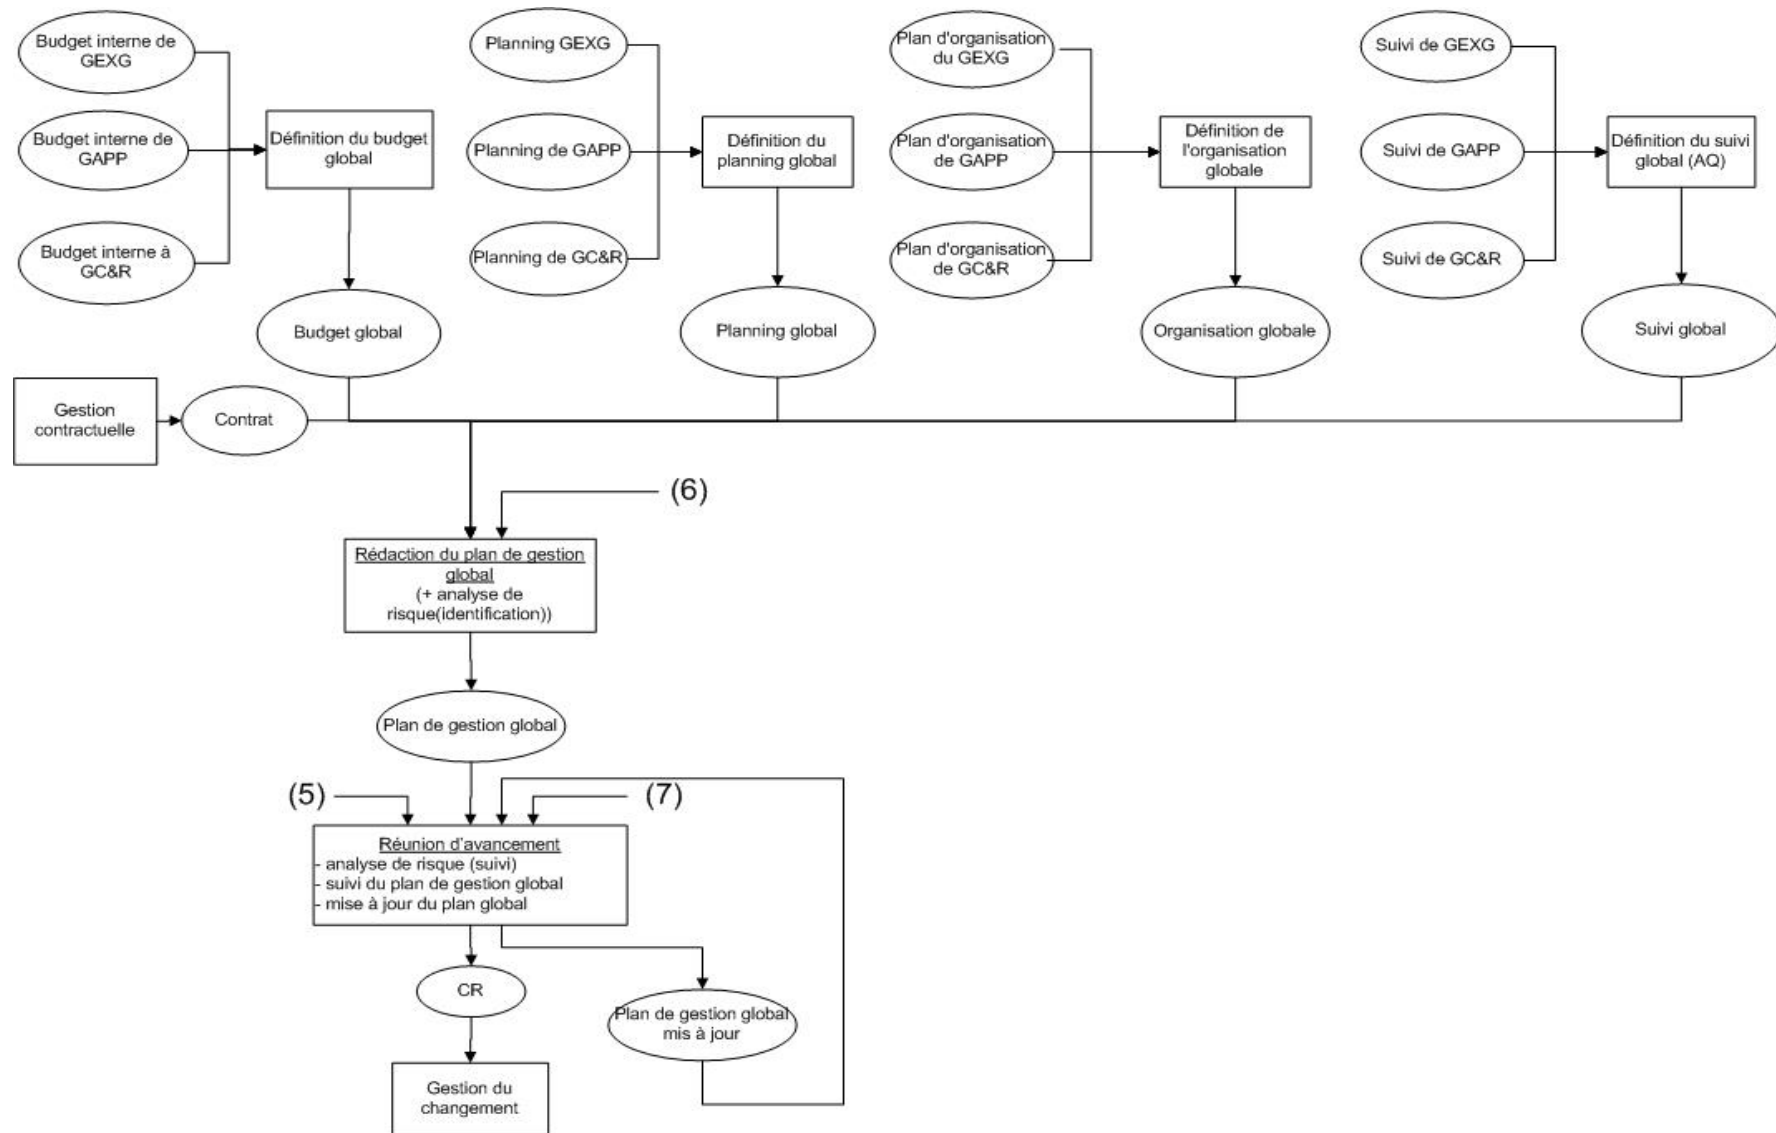 Budget interne de
GEXG
Planning GEXG
Plan d'organisation
du GEXG
Suivi de GEXG
Budget interne de
GAPP
Définition du budget
global
Planning de GAPP
Définition du
planning global
Plan d'organisation
de GAPP
Définition de
l'organisation
globale
Suivi de GAPP
Définition du suivi
global (AQ)
Budget interne à
GC&R
Planning de GC&R
Plan d'organisation
de GC&R
Suivi de GC&R
Budget global
Planning global
Organisation globale
Suivi global
Gestion
contractuelle
Contrat
(6)
Rédaction du plan de gestion
global
(+ analyse de
risque(identification))
Plan de gestion global
(5)
(7)
Réunion d'avancement
- analyse de risque (suivi)
- suivi du plan de gestion global
- mise à jour du plan global
CR
Plan de gestion global
mis à jour
Gestion du
changement